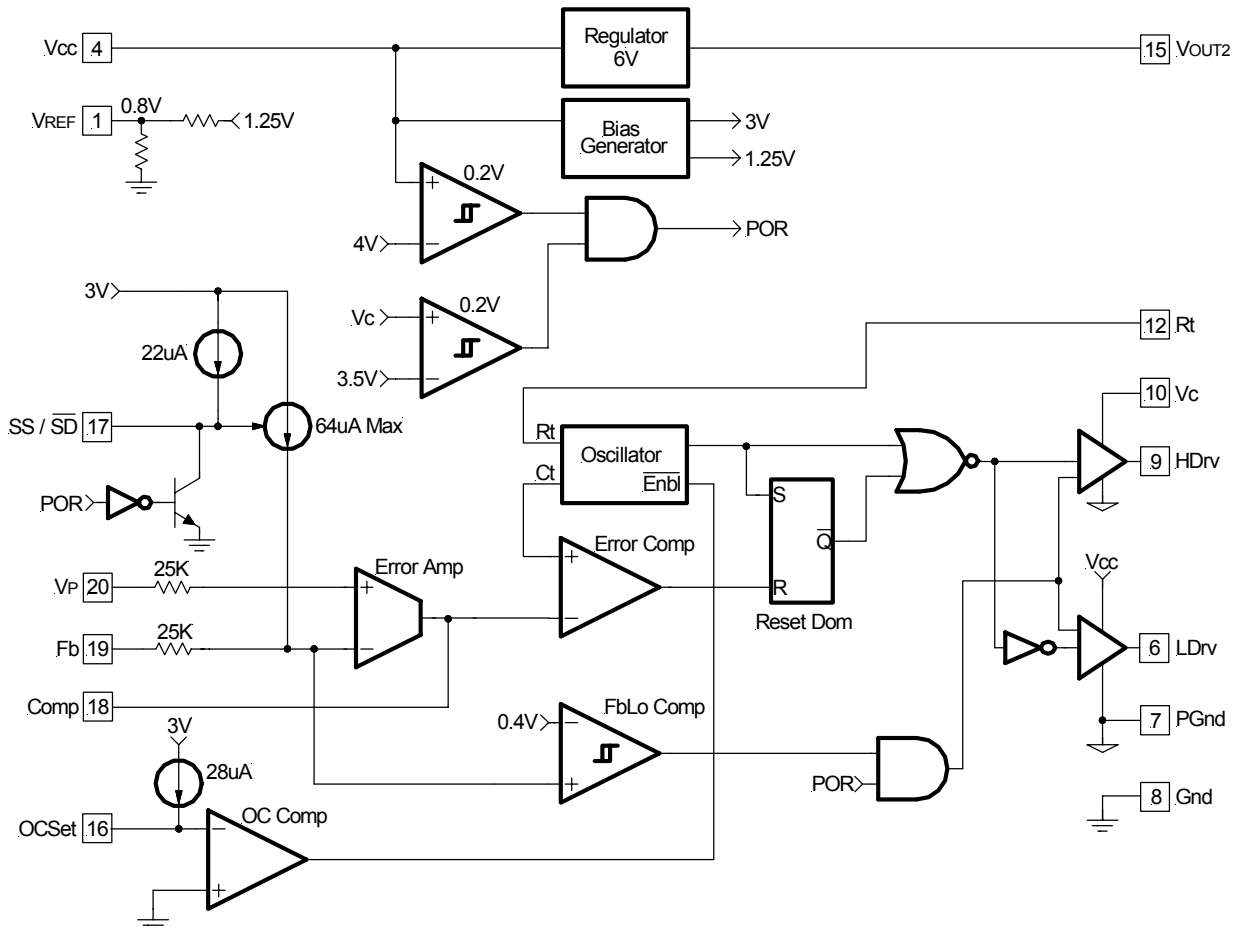 Vcc 4
Regulator
6V
15 VOUT2
VREF 1
0.8V
1.25V
Bias
Generator
3V
1.25V
0.2V
+
4V
−
POR
3V
0.2V
Vc
+
3.5V
−
22uA
12 Rt
SS / S̅D̅ 17
64uA Max
10 Vc
Rt
Oscillator
Ct
E̅n̅b̅l̅
9 HDrv
POR
S
Q̅
R
Reset Dom
Error Comp
+
−
VP 20
25K
Error Amp
+
−
Vcc
Fb 19
25K
6 LDrv
Comp 18
FbLo Comp
0.4V
−
+
7 PGnd
3V
28uA
POR
8 Gnd
OCSet 16
OC Comp
−
+